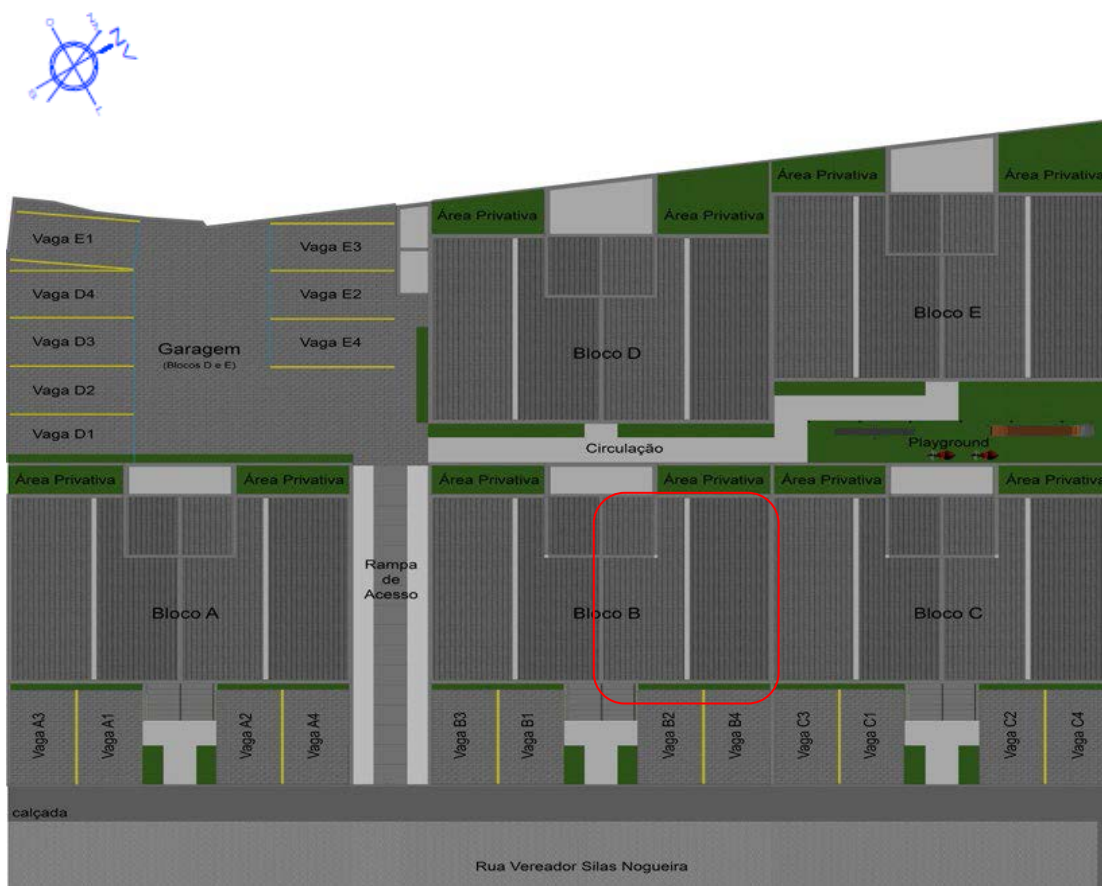 O
N
L
S
Área Privativa
Área Privativa
Área Privativa
Área Privativa
Vaga E1
Vaga E3
Vaga D4
Vaga E2
Bloco E
Vaga D3
Vaga E4
Garagem
(Blocos D e E)
Bloco D
Vaga D2
Vaga D1
Circulação
Playground
Área Privativa
Área Privativa
Área Privativa
Área Privativa
Área Privativa
Área Privativa
Rampa
de
Acesso
Bloco A
Bloco B
Bloco C
Vaga A3
Vaga A1
Vaga A2
Vaga A4
Vaga B3
Vaga B1
Vaga B2
Vaga B4
Vaga C3
Vaga C1
Vaga C2
Vaga C4
calçada
Rua Vereador Silas Nogueira